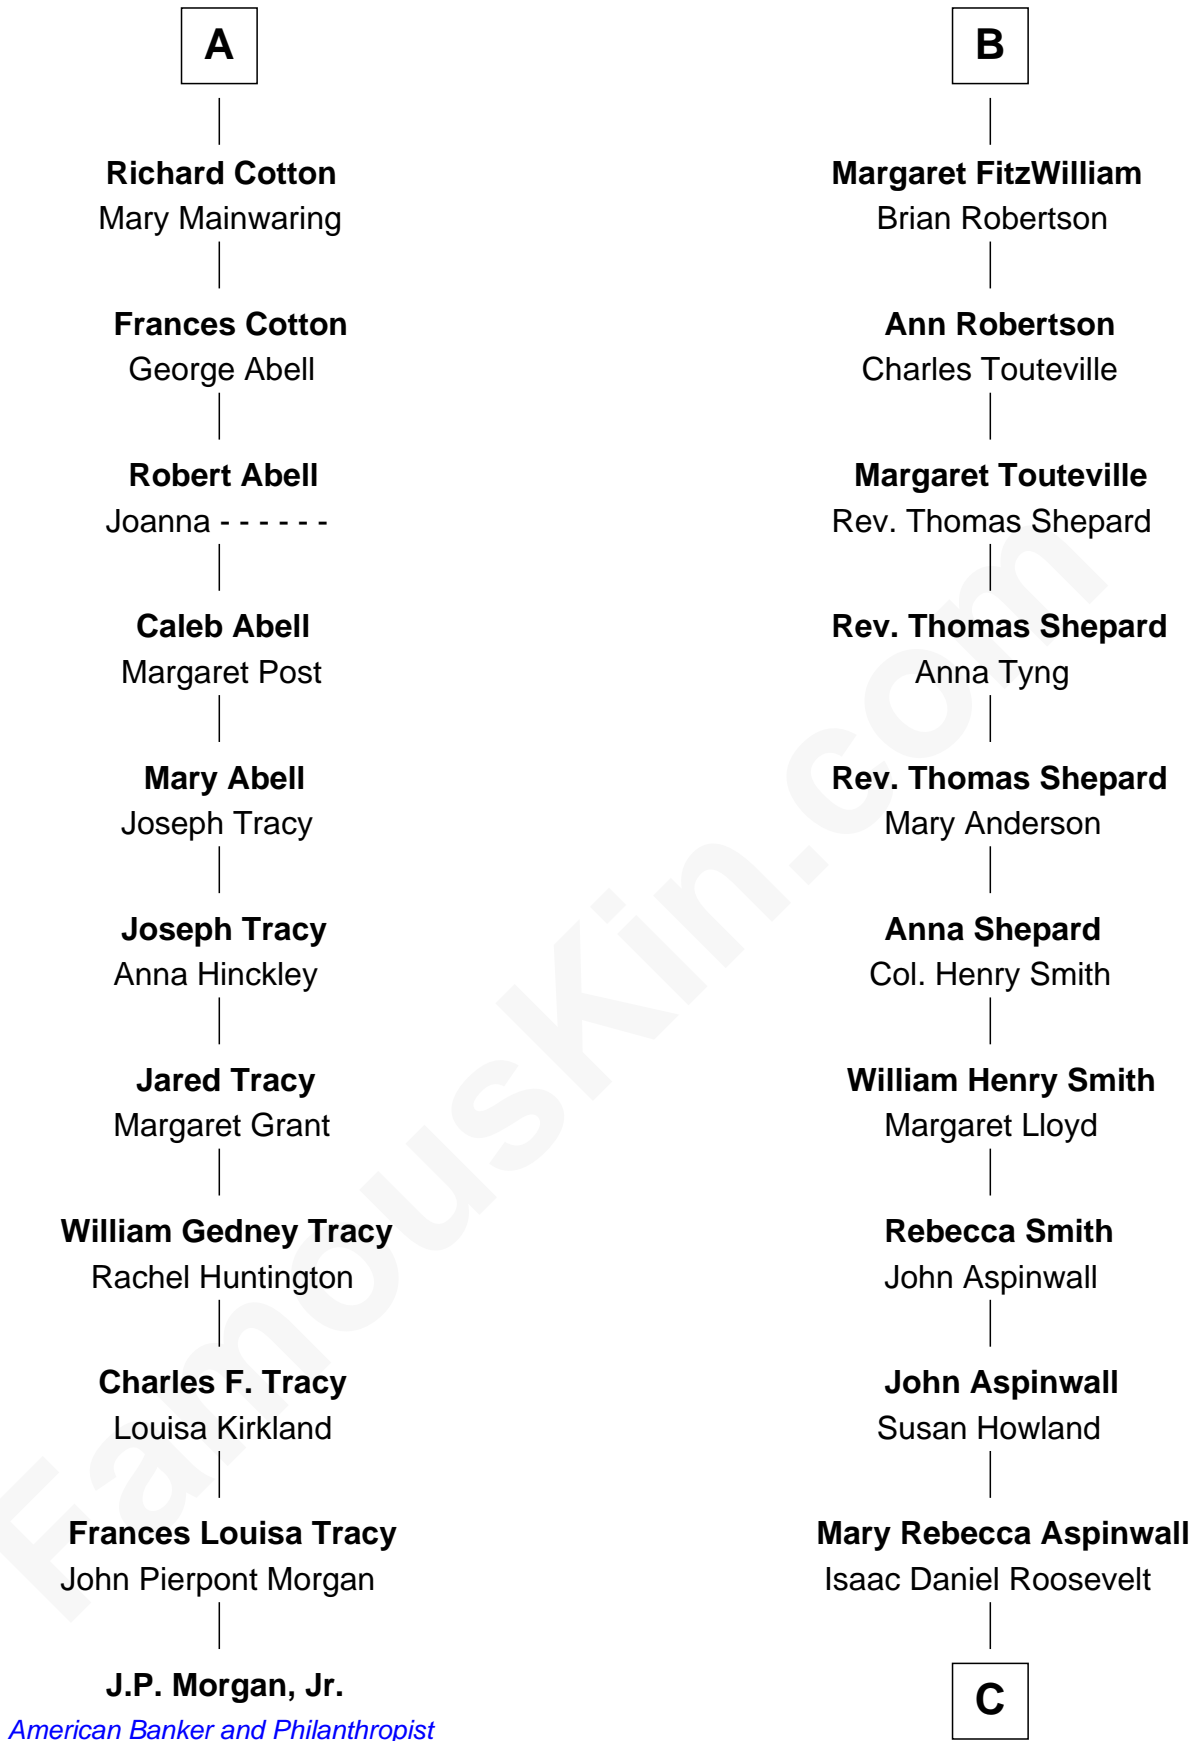 A
Richard Cotton
Mary Mainwaring
Frances Cotton
George Abell
Robert Abell
Joanna - - - - - -
Caleb Abell
Margaret Post
Mary Abell
Joseph Tracy
Joseph Tracy
Anna Hinckley
Jared Tracy
Margaret Grant
William Gedney Tracy
Rachel Huntington
Charles F. Tracy
Louisa Kirkland
Frances Louisa Tracy
John Pierpont Morgan
J.P. Morgan, Jr.
American Banker and Philanthropist
B
Margaret FitzWilliam
Brian Robertson
Ann Robertson
Charles Touteville
Margaret Touteville
Rev. Thomas Shepard
Rev. Thomas Shepard
Anna Tyng
Rev. Thomas Shepard
Mary Anderson
Anna Shepard
Col. Henry Smith
William Henry Smith
Margaret Lloyd
Rebecca Smith
John Aspinwall
John Aspinwall
Susan Howland
Mary Rebecca Aspinwall
Isaac Daniel Roosevelt
C
FamousKin.com